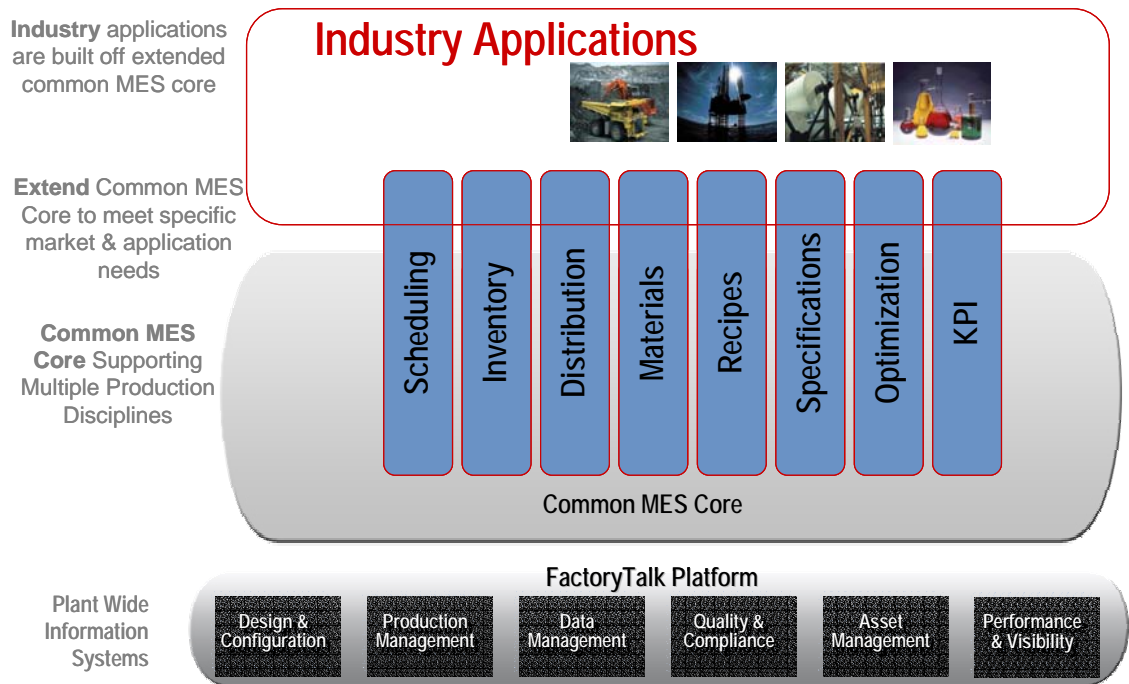 Industry applications
are built off extended
common MES core
Industry Applications
Extend Common MES
Core to meet specific
market & application
needs
Common MES
Core Supporting
Multiple Production
Disciplines
Scheduling
Inventory
Distribution
Materials
Recipes
Specifications
Optimization
KPI
Common MES Core
FactoryTalk Platform
Plant Wide
Information
Systems
Design &
Configuration
Production
Management
Data
Management
Quality &
Compliance
Asset
Management
Performance
& Visibility